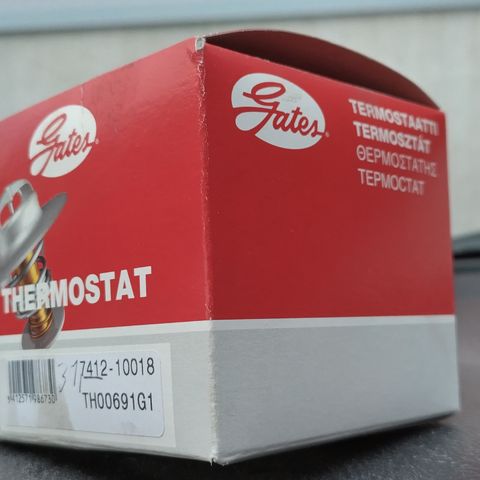 Gates
THERMOSTAT
7412-10018
TH00691G1
Gates
TERMOSTAATTI
TERMOSZTÁT
ΘΕΡΜΟΣΤΑΤΗΣ
ТЕРМОСТАТ